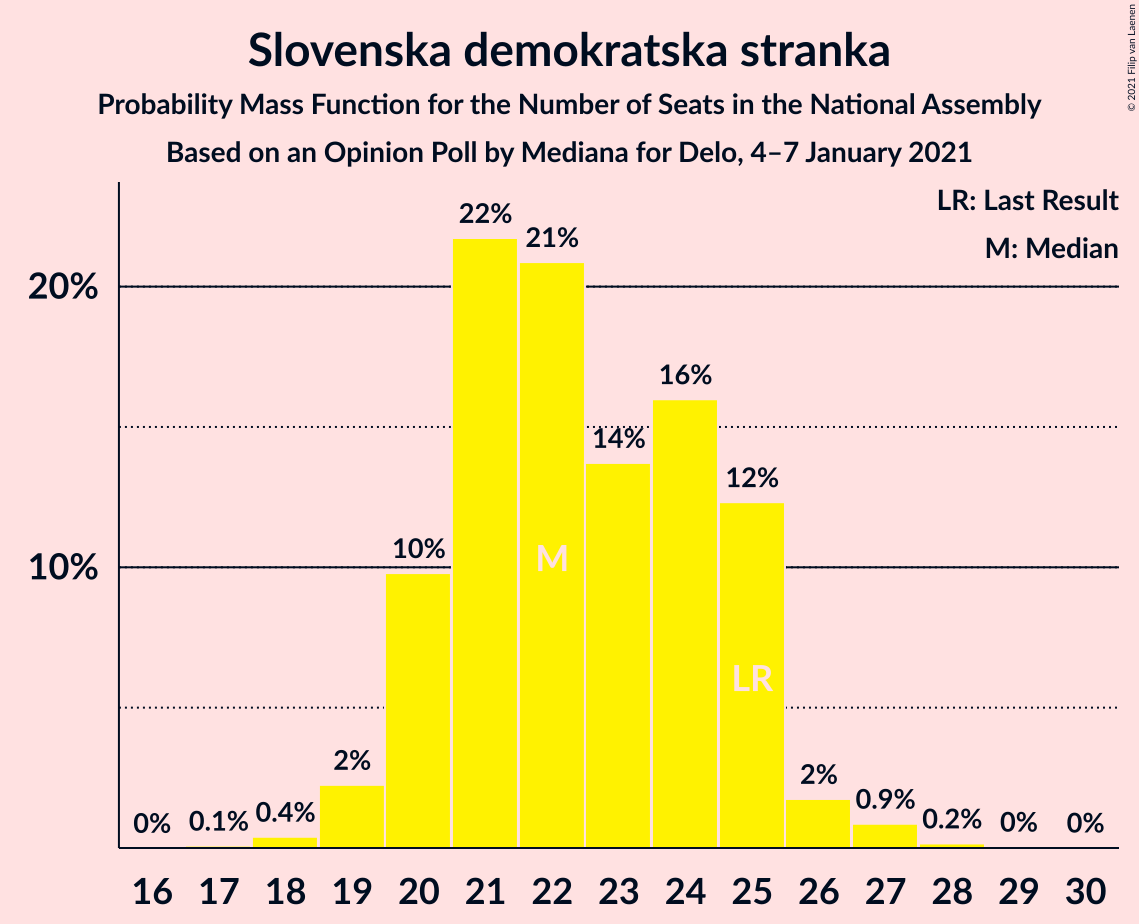 Slovenska demokratska stranka
Probability Mass Function for the Number of Seats in the National Assembly
Based on an Opinion Poll by Mediana for Delo, 4–7 January 2021
© 2021 Filip van Laenen
LR: Last Result
M: Median
20%
10%
0%
0.1%
0.4%
2%
10%
22%
21%
14%
16%
12%
2%
0.9%
0.2%
0%
0%
M
LR
16 17 18 19 20 21 22 23 24 25 26 27 28 29 30